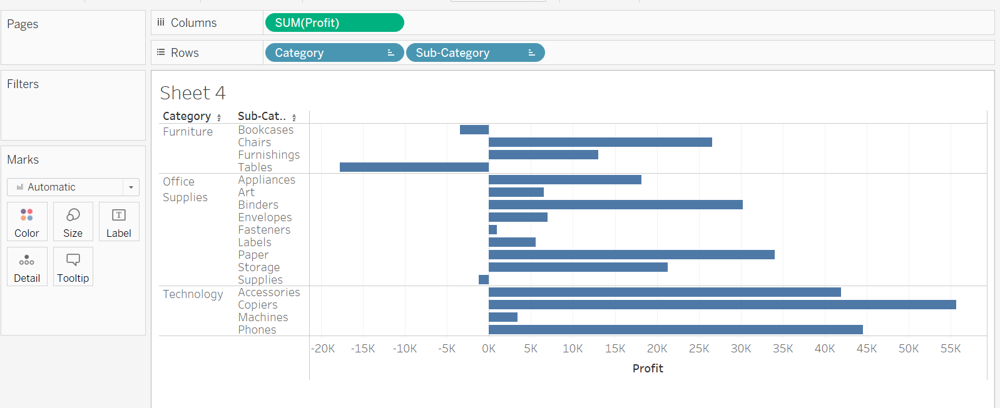 Pages
Columns SUM(Profit)
Rows Category Sub-Category
Filters
Marks
Automatic
Color Size Label
Detail Tooltip
Sheet 4
Category Sub-Cat..
Furniture Bookcases
Chairs
Furnishings
Tables
Office Supplies Appliances
Art
Binders
Envelopes
Fasteners
Labels
Paper
Storage
Supplies
Technology Accessories
Copiers
Machines
Phones
-20K -15K -10K -5K 0K 5K 10K 15K 20K 25K 30K 35K 40K 45K 50K 55K
Profit